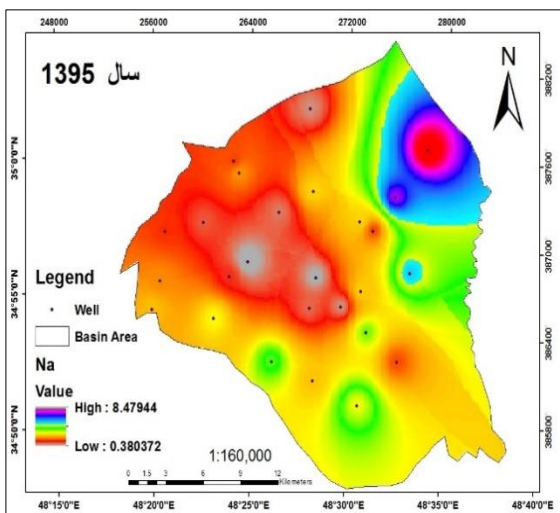 248000 256000 264000 272000 280000
سال 1395
N
388200
387600
387000
386400
385800
35°0'0"N
34°55'0"N
34°50'0"N
Legend
Well
Basin Area
Na
Value
High : 8.47944
Low : 0.380372
1:160,000
0 1.5 3 6 9 12
Kilometers
48°15'0"E 48°20'0"E 48°25'0"E 48°30'0"E 48°35'0"E 48°40'0"E